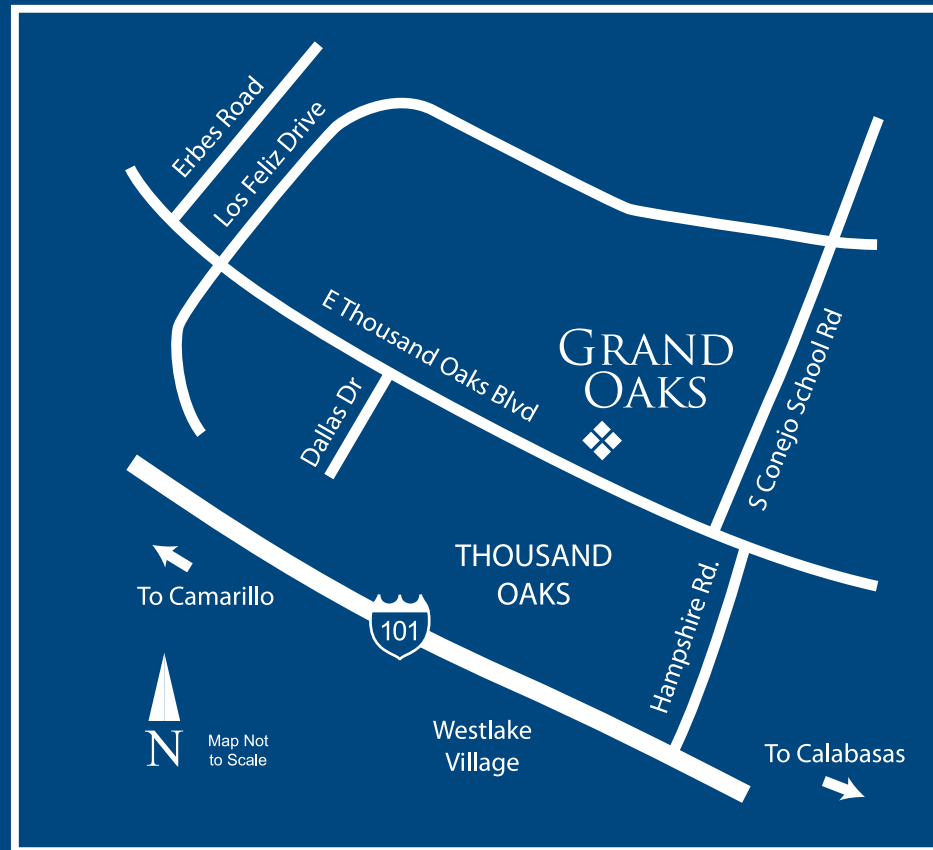 Erbes Road
Los Feliz Drive
E Thousand Oaks Blvd
GRAND
OAKS
S Conejo School Rd
Dallas Dr
THOUSAND
OAKS
To Camarillo
101
Hampshire Rd.
N
Map Not
to Scale
Westlake
Village
To Calabasas